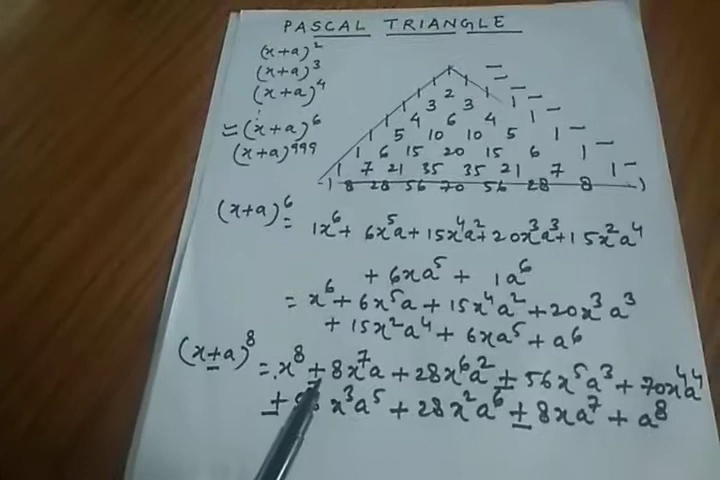 PASCAL TRIANGLE
(x+a)²
(x+a)³
(x+a)⁴
≈(x+a)⁶
(x+a)⁹⁹⁹
1
1 1
1 2 1
1 3 3 1
1 4 6 4 1
1 5 10 10 5 1
1 6 15 20 15 6 1
1 7 21 35 35 21 7 1
1 8 28 56 70 56 28 8 1
(x+a)⁶ = 1x⁶ + 6x⁵a + 15x⁴a² + 20x³a³ + 15x²a⁴
+ 6xa⁵ + 1a⁶
= x⁶ + 6x⁵a + 15x⁴a² + 20x³a³
+ 15x²a⁴ + 6xa⁵ + a⁶
(x±a)⁸ = x⁸ ± 8x⁷a + 28x⁶a² ± 56x⁵a³ + 70x⁴a⁴
± x³a⁵ + 28x²a⁶ ± 8xa⁷ + a⁸